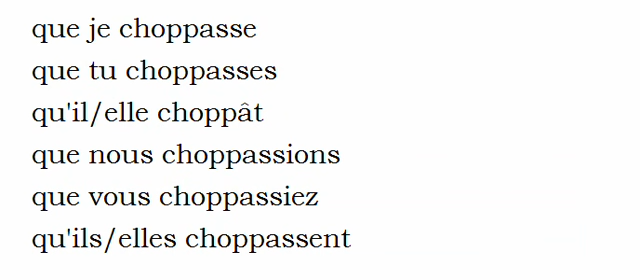 que je choppasse
que tu choppasses
qu'il/elle choppât
que nous choppassions
que vous choppassiez
qu'ils/elles choppassent